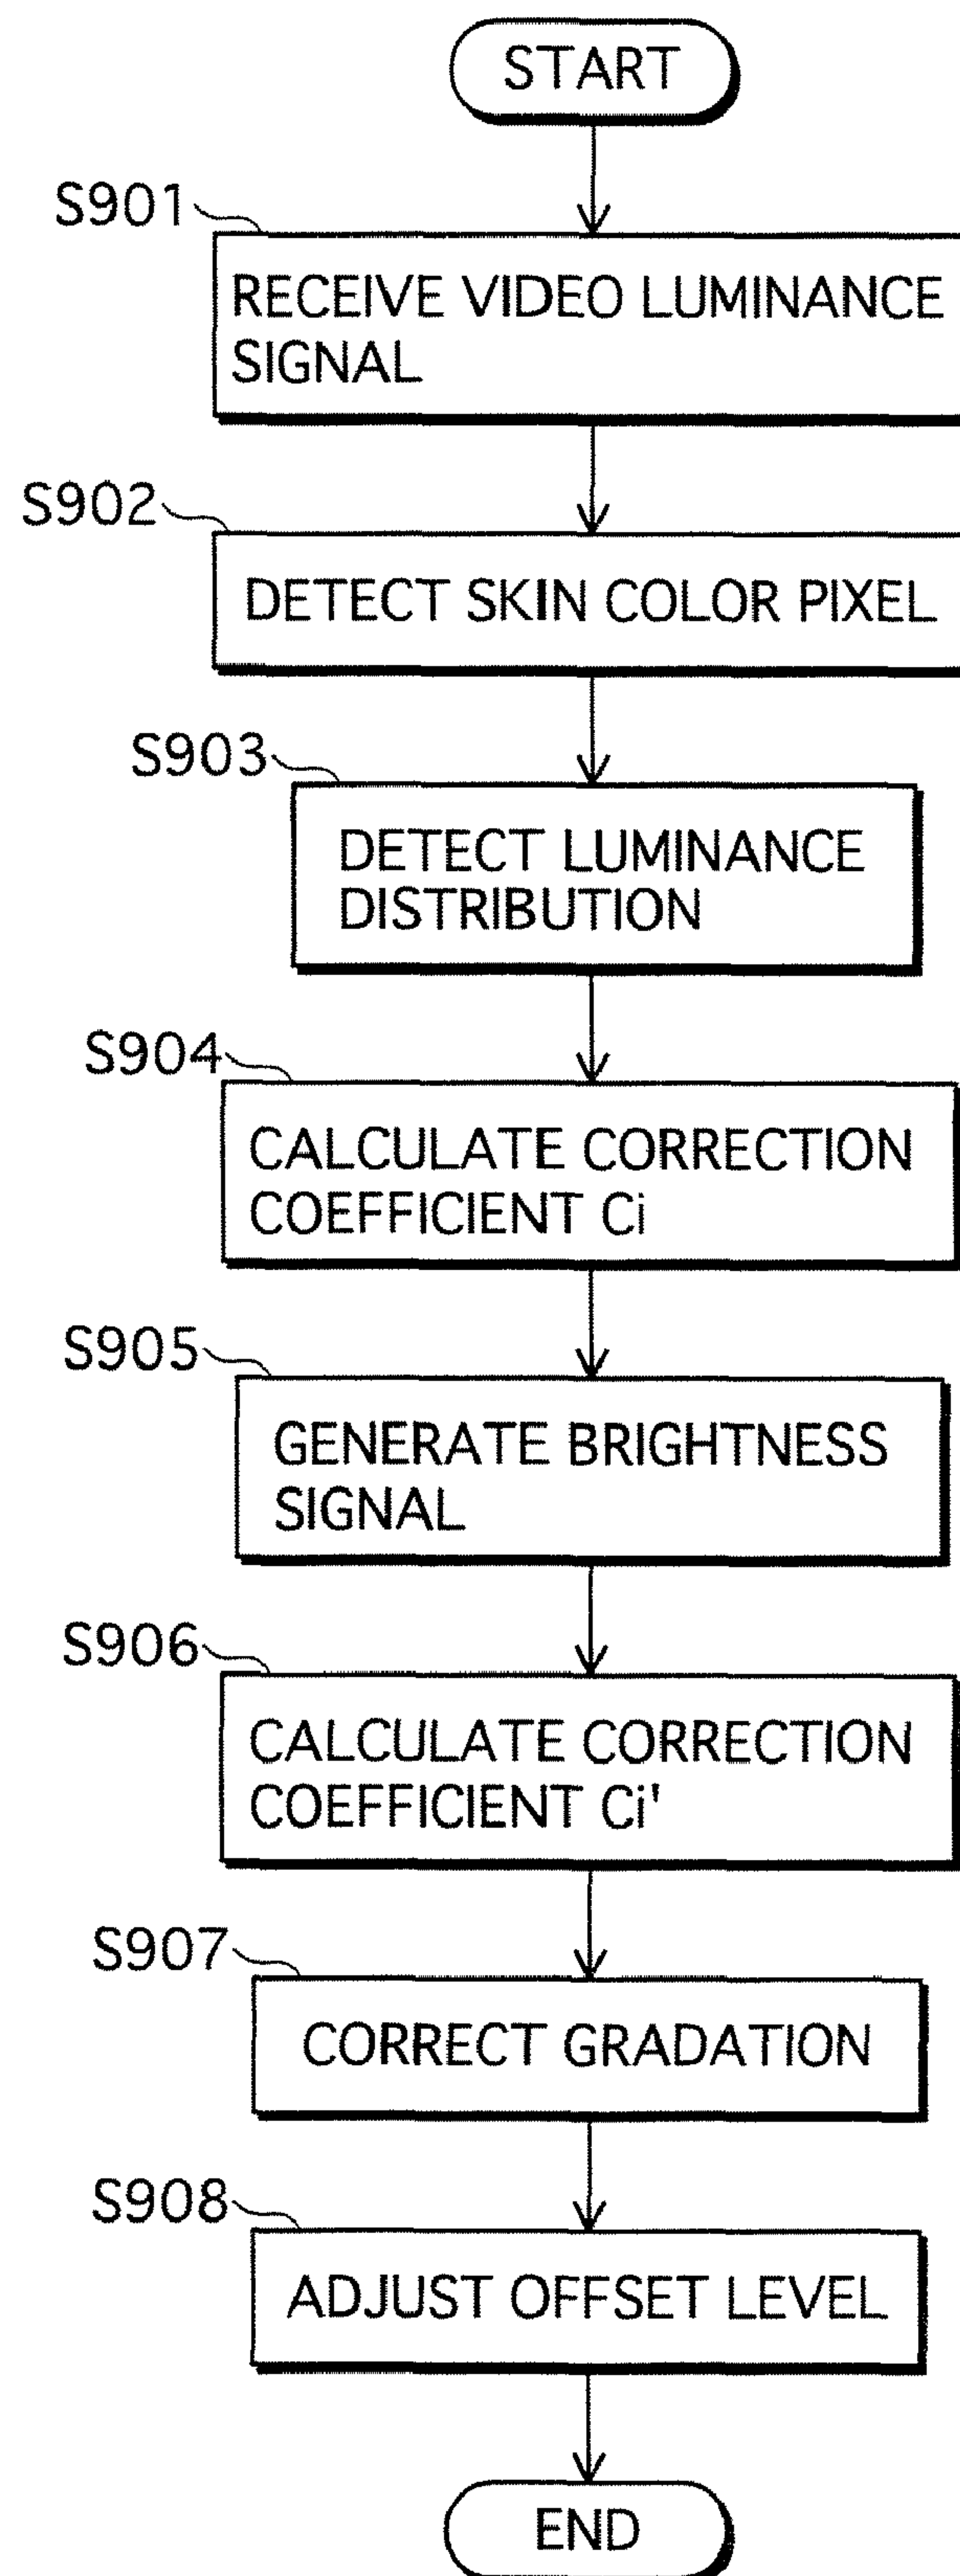 START
S901
RECEIVE VIDEO LUMINANCE
SIGNAL
S902
DETECT SKIN COLOR PIXEL
S903
DETECT LUMINANCE
DISTRIBUTION
S904
CALCULATE CORRECTION
COEFFICIENT Ci
S905
GENERATE BRIGHTNESS
SIGNAL
S906
CALCULATE CORRECTION
COEFFICIENT Ci'
S907
CORRECT GRADATION
S908
ADJUST OFFSET LEVEL
END